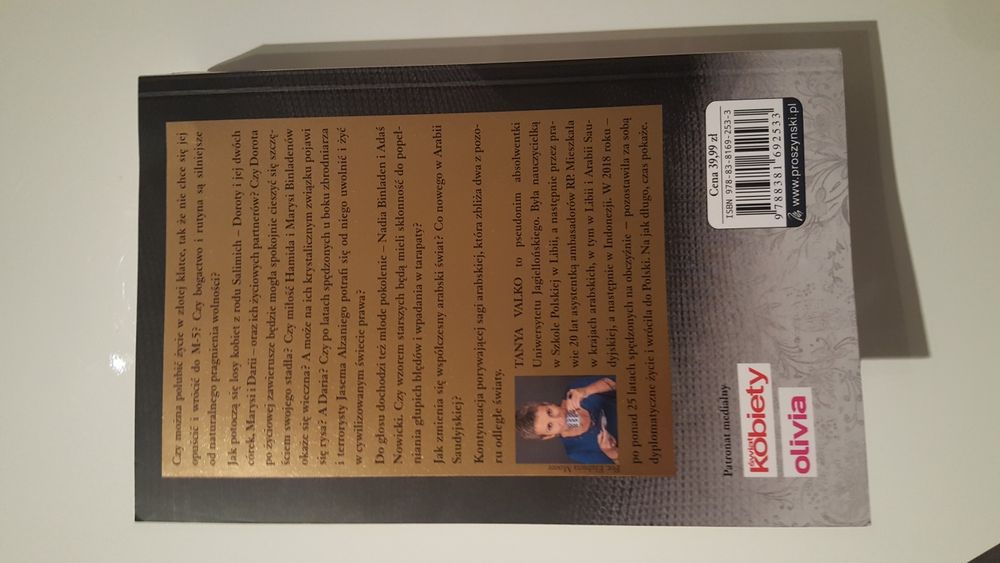 Czy można polubić życie w złotej klatce, tak że nie chce się jej
opuścić i wrócić do M-5? Czy bogactwo i rutyna są silniejsze
od naturalnego pragnienia wolności?
Jak potoczą się losy kobiet z rodu Salimich – Doroty i jej dwóch
córek, Marysi i Darii – oraz ich życiowych partnerów? Czy Dorota
po życiowej zawierusze będzie mogła spokojnie cieszyć się szczę-
ściem swojego stadła? Czy miłość Hamida i Marysi Binladenów
okaże się wieczna? A może na ich krystalicznym związku pojawi
się rysa? A Daria? Czy po latach spędzonych u boku zbrodniarza
i terrorysty Jasema Alzaniego potrafi się od niego uwolnić i żyć
w cywilizowanym świecie prawa?
Do głosu dochodzi też młode pokolenie – Nadia Binladen i Adaś
Nowicki. Czy wzorem starszych będą mieli skłonność do popeł-
niania głupich błędów i wpadania w tarapaty?
Jak zmienia się współczesny arabski świat? Co nowego w Arabii
Saudyjskiej?
Kontynuacja porywającej sagi arabskiej, która zbliża dwa z pozo-
ru odległe światy.
TANYA VALKO to pseudonim absolwentki
Uniwersytetu Jagiellońskiego. Była nauczycielką
w Szkole Polskiej w Libii, a następnie przez pra-
wie 20 lat asystentką ambasadorów RP. Mieszkała
w krajach arabskich, w tym w Libii i Arabii Sau-
dyjskiej, a następnie w Indonezji. W 2018 roku –
po ponad 25 latach spędzonych na obczyźnie – pozostawiła za sobą
dyplomatyczne życie i wróciła do Polski. Na jak długo, czas pokaże.
Fot. Elżbieta
Patronat medialny
świat
kobiety
olivia
Cena 39,99 zł
ISBN 978-83-8169-253-3
9 788381 692533
www.proszynski.pl